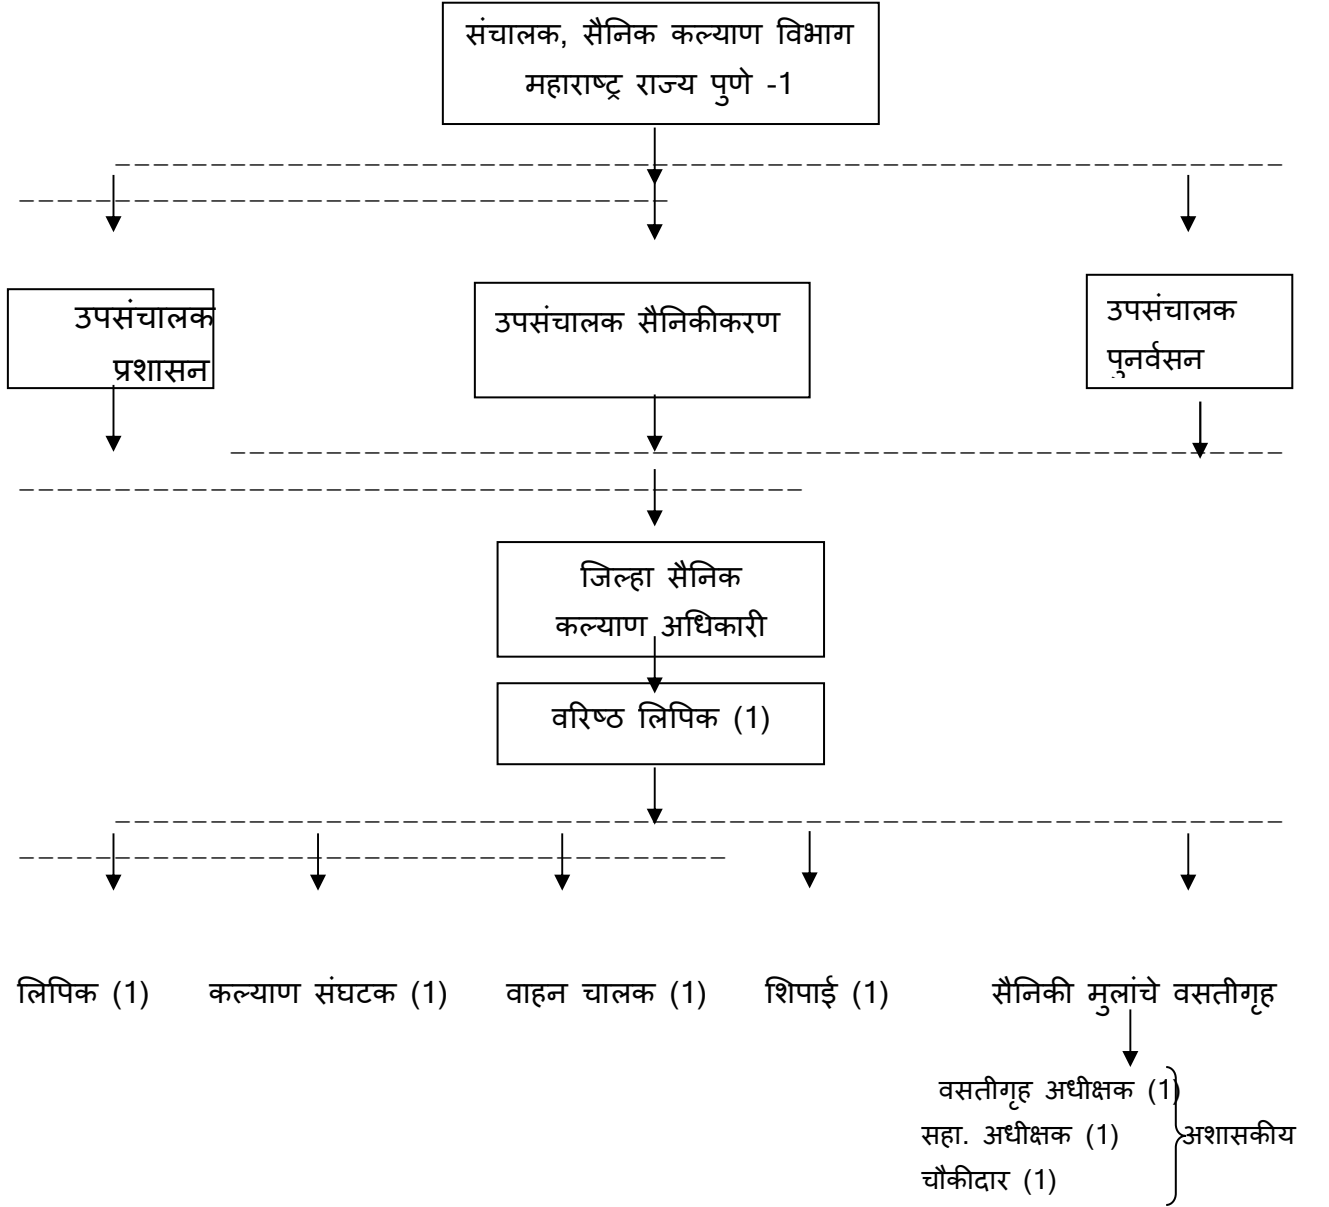 संचालक, सैनिक कल्याण विभाग
महाराष्ट्र राज्य पुणे -1
उपसंचालक
प्रशासन
उपसंचालक सैनिकीकरण
उपसंचालक
पुनर्वसन
जिल्हा सैनिक
कल्याण अधिकारी
वरिष्ठ लिपिक (1)
लिपिक (1) कल्याण संघटक (1) वाहन चालक (1) शिपाई (1) सैनिकी मुलांचे वसतीगृह
वसतीगृह अधीक्षक (1)
सहा. अधीक्षक (1) अशासकीय
चौकीदार (1)